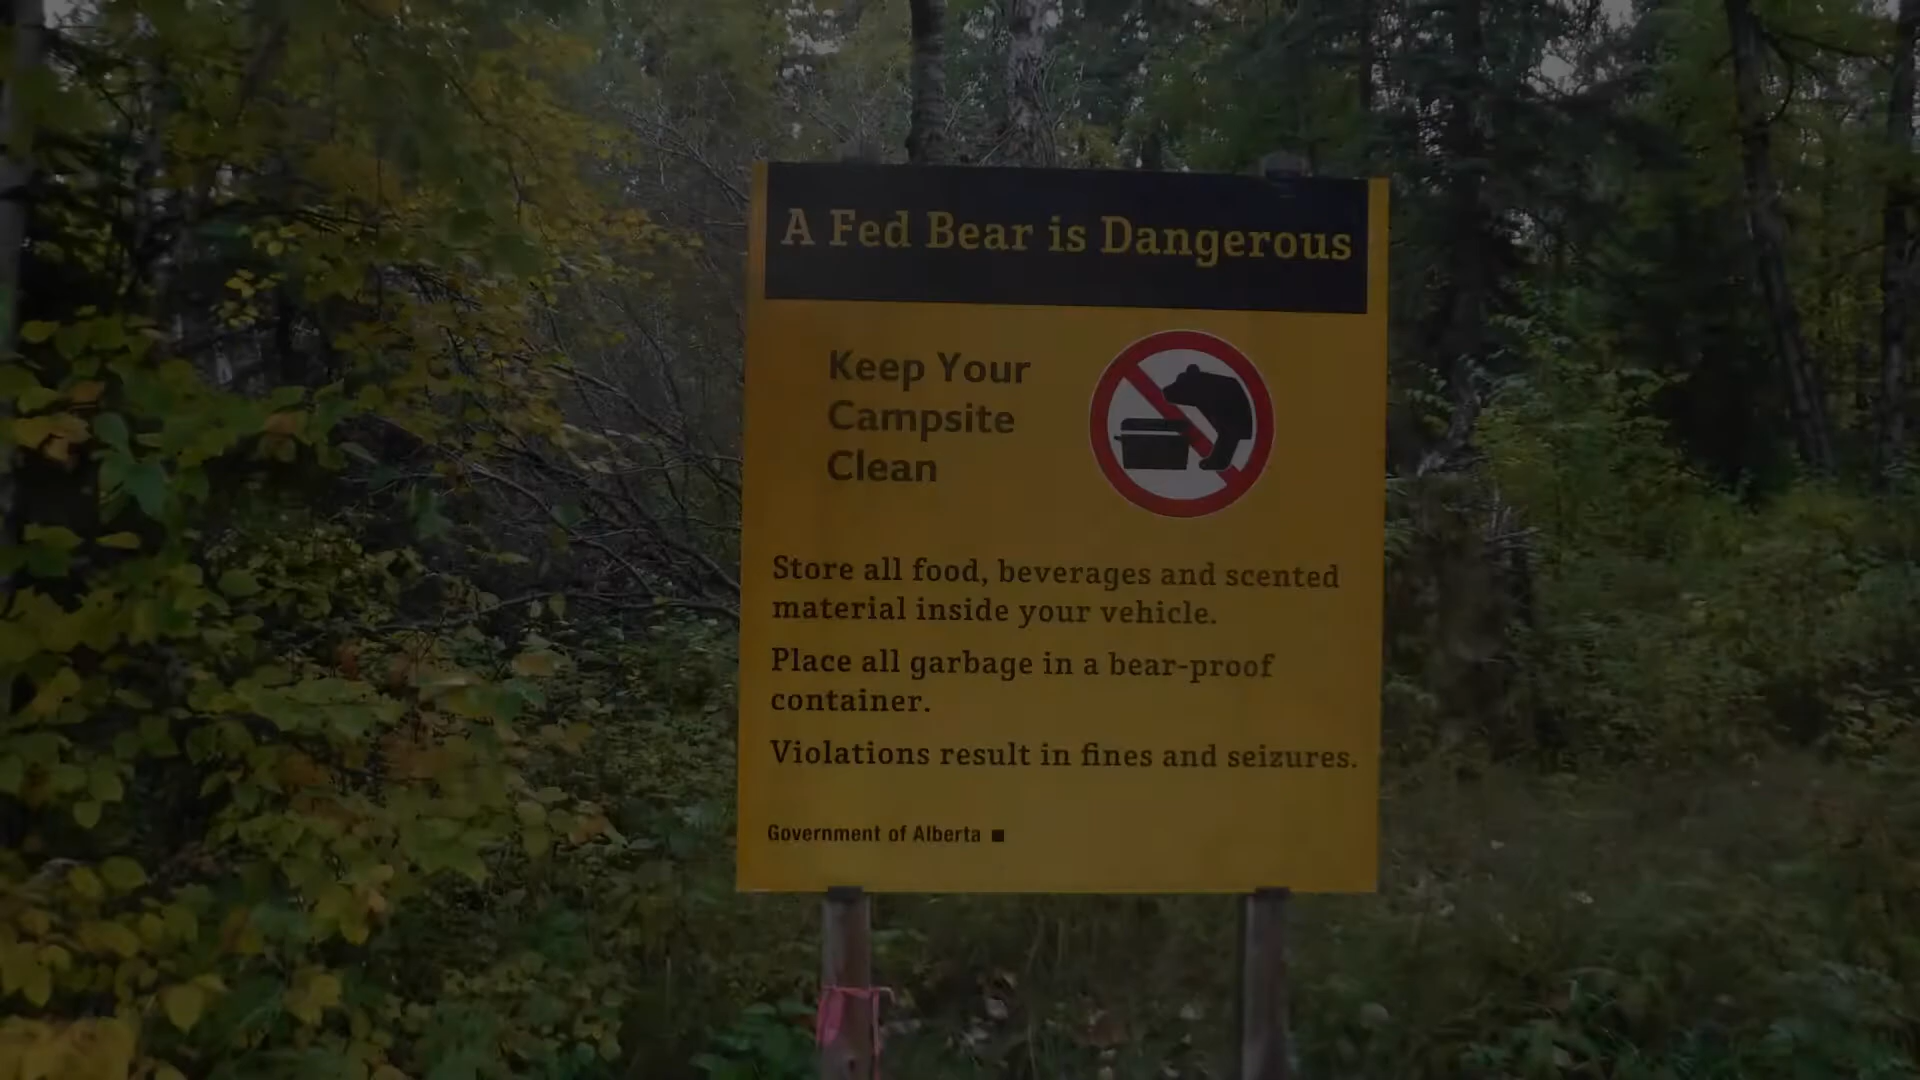 A Fed Bear is Dangerous
Keep Your
Campsite
Clean
Store all food, beverages and scented
material inside your vehicle.
Place all garbage in a bear-proof
container.
Violations result in fines and seizures.
Government of Alberta